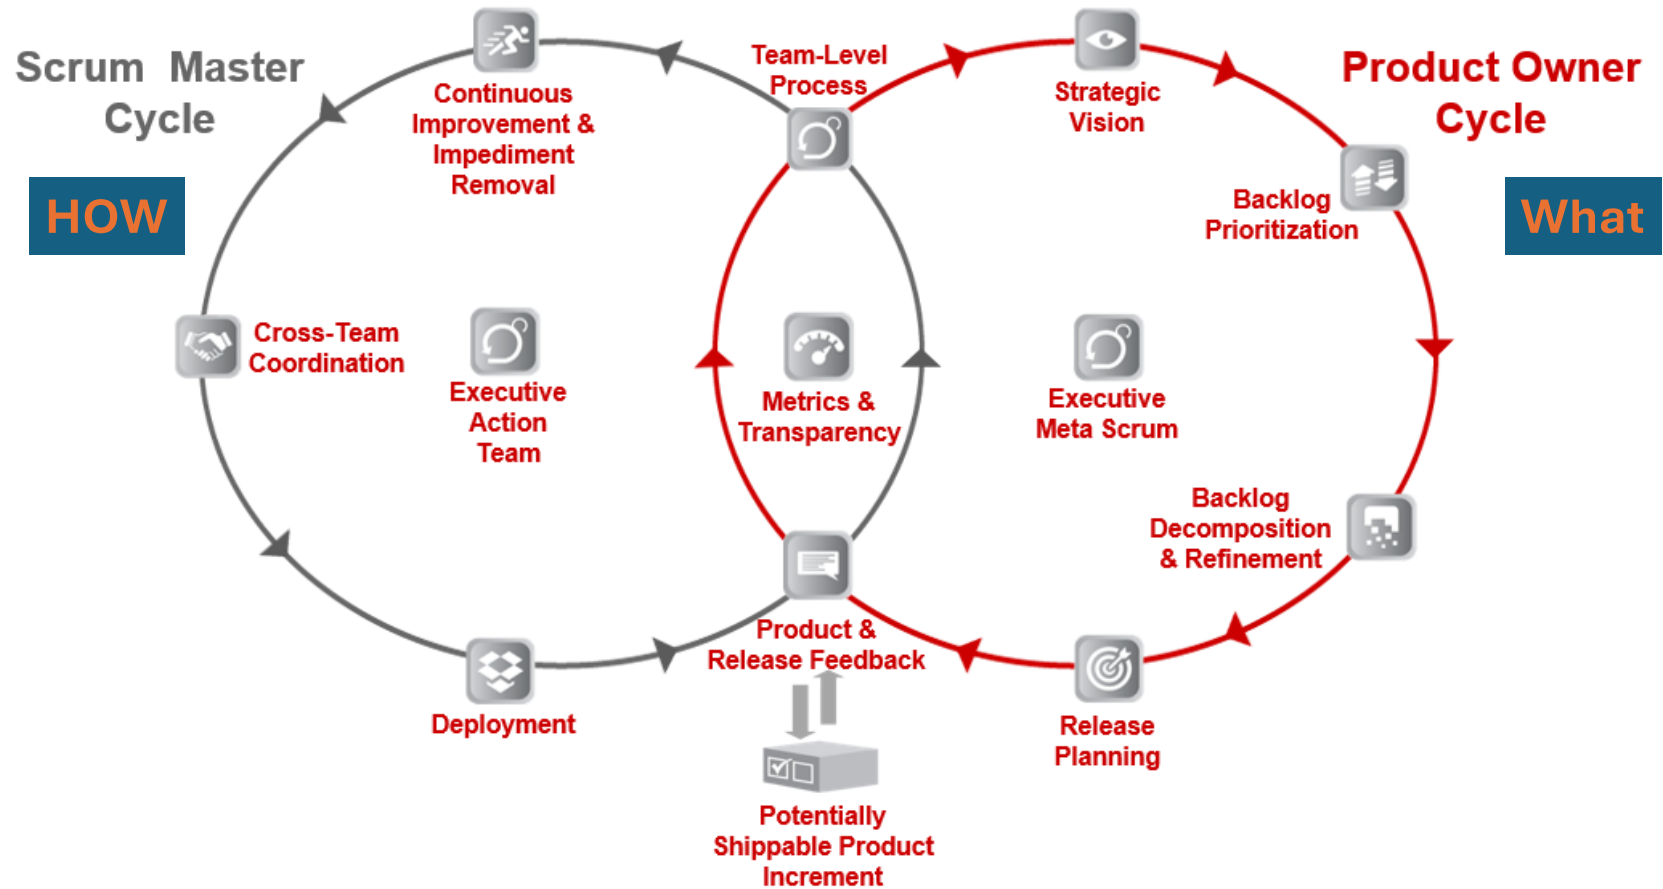 Scrum Master
Cycle
HOW
Continuous
Improvement &
Impediment
Removal
Team-Level
Process
Strategic
Vision
Product Owner
Cycle
What
Backlog
Prioritization
Cross-Team
Coordination
Executive
Action
Team
Metrics &
Transparency
Executive
Meta Scrum
Backlog
Decomposition
& Refinement
Product &
Release Feedback
Deployment
Release
Planning
Potentially
Shippable Product
Increment